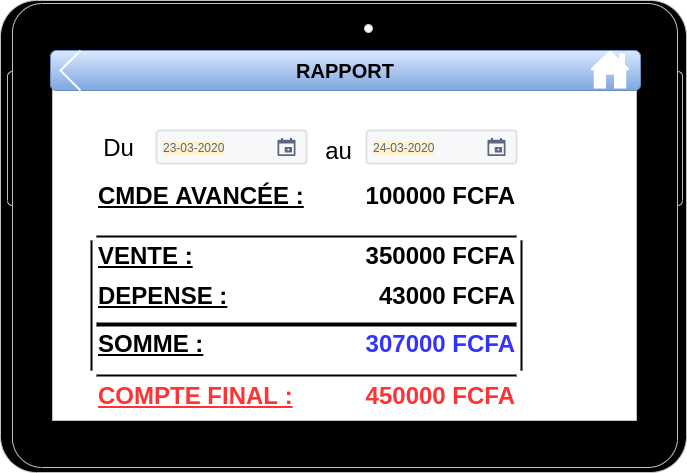 RAPPORT
Du 23-03-2020 au 24-03-2020
CMDE AVANCÉE : 100000 FCFA
VENTE : 350000 FCFA
DEPENSE : 43000 FCFA
SOMME : 307000 FCFA
COMPTE FINAL : 450000 FCFA